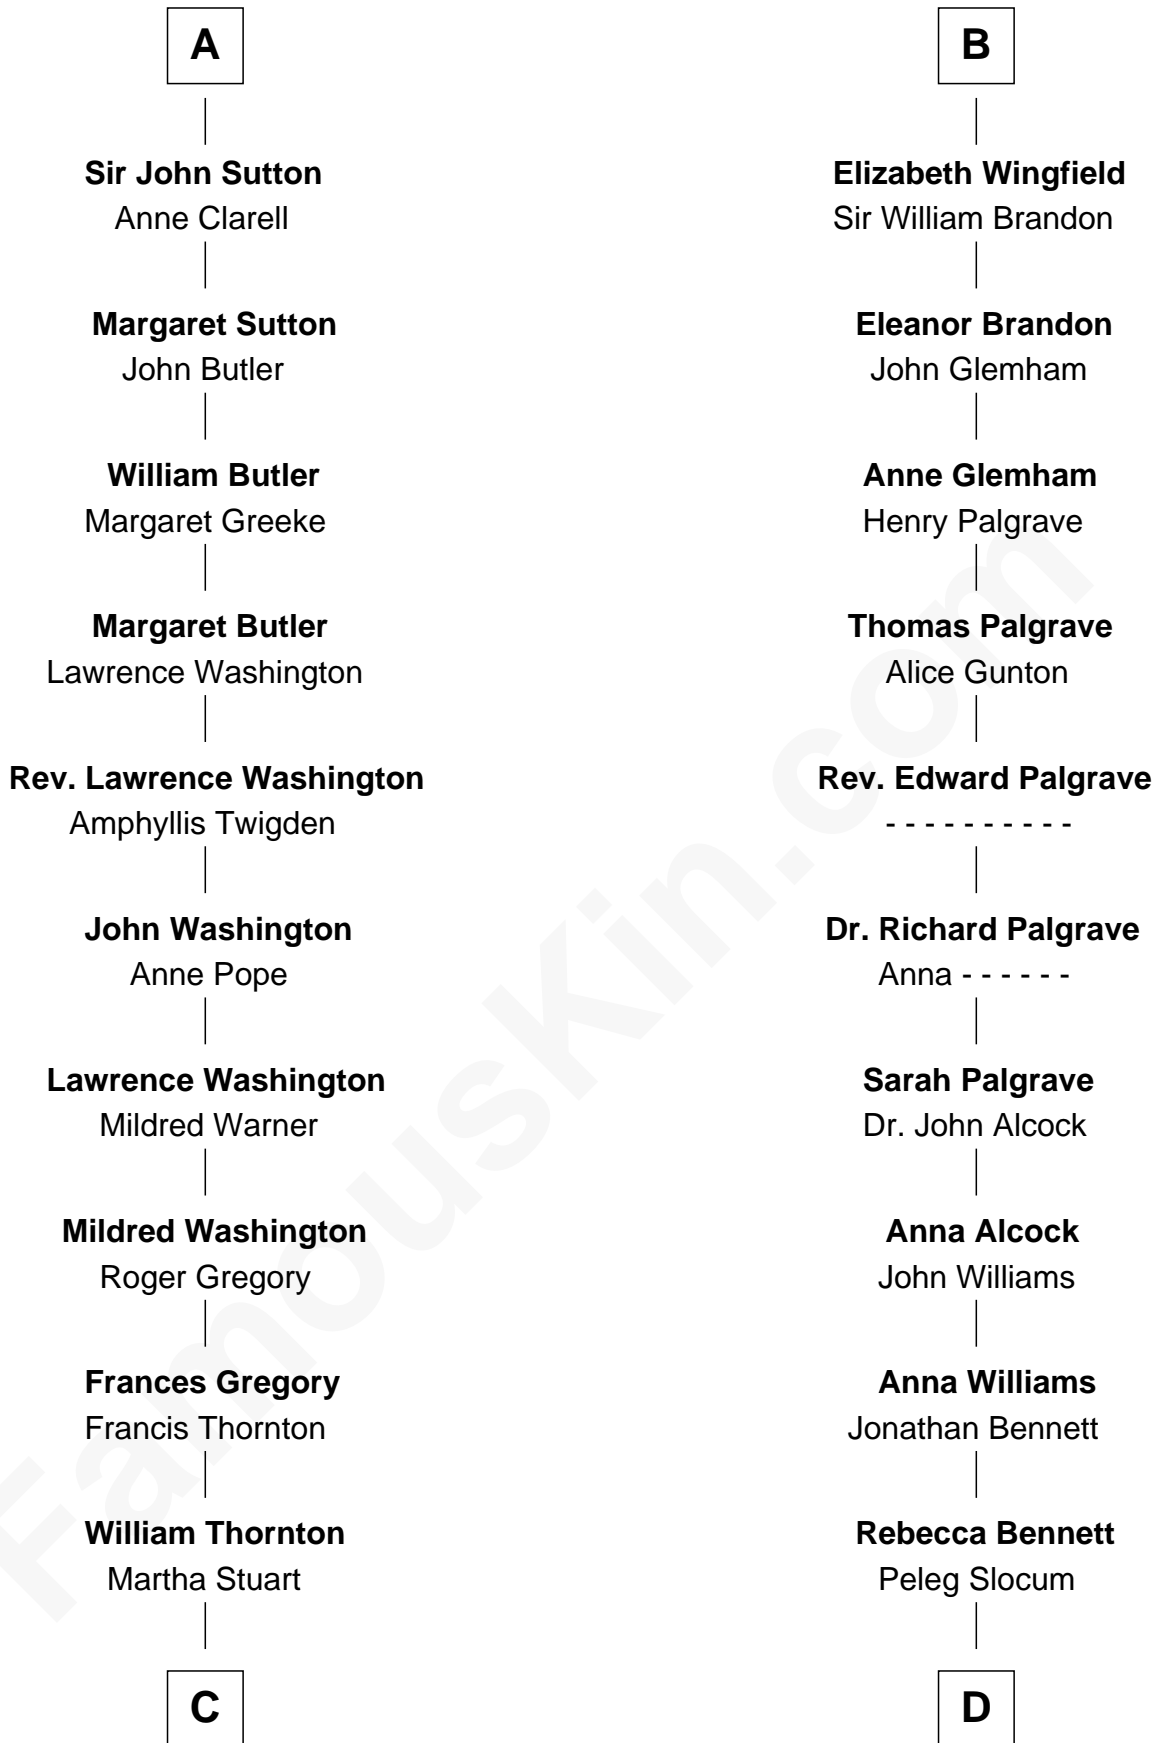 A
Sir John Sutton
Anne Clarell
Margaret Sutton
John Butler
William Butler
Margaret Greeke
Margaret Butler
Lawrence Washington
Rev. Lawrence Washington
Amphyllis Twigden
John Washington
Anne Pope
Lawrence Washington
Mildred Warner
Mildred Washington
Roger Gregory
Frances Gregory
Francis Thornton
William Thornton
Martha Stuart
C
B
Elizabeth Wingfield
Sir William Brandon
Eleanor Brandon
John Glemham
Anne Glemham
Henry Palgrave
Thomas Palgrave
Alice Gunton
Rev. Edward Palgrave
- - - - - - - - - -
Dr. Richard Palgrave
Anna - - - - - -
Sarah Palgrave
Dr. John Alcock
Anna Alcock
John Williams
Anna Williams
Jonathan Bennett
Rebecca Bennett
Peleg Slocum
D
FamousKin.com